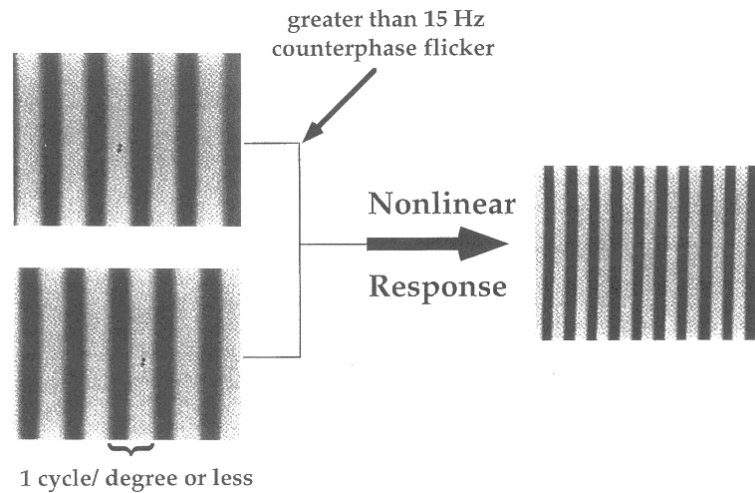 greater than 15 Hz
counterphase flicker
Nonlinear
Response
1 cycle/ degree or less